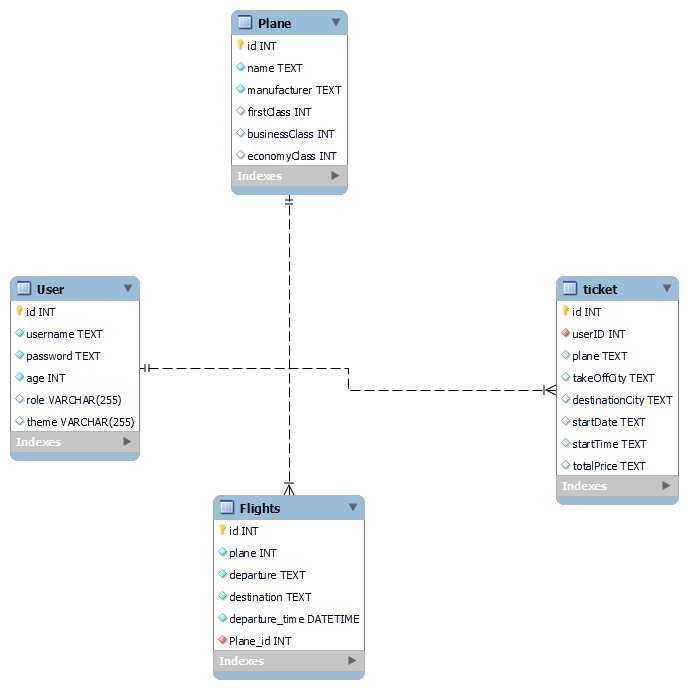 Plane
id INT
name TEXT
manufacturer TEXT
firstClass INT
businessClass INT
economyClass INT
Indexes
User
id INT
username TEXT
password TEXT
age INT
role VARCHAR(255)
theme VARCHAR(255)
Indexes
ticket
id INT
userID INT
plane TEXT
takeOffCity TEXT
destinationCity TEXT
startDate TEXT
startTime TEXT
totalPrice TEXT
Indexes
Flights
id INT
plane INT
departure TEXT
destination TEXT
departure_time DATETIME
Plane_id INT
Indexes